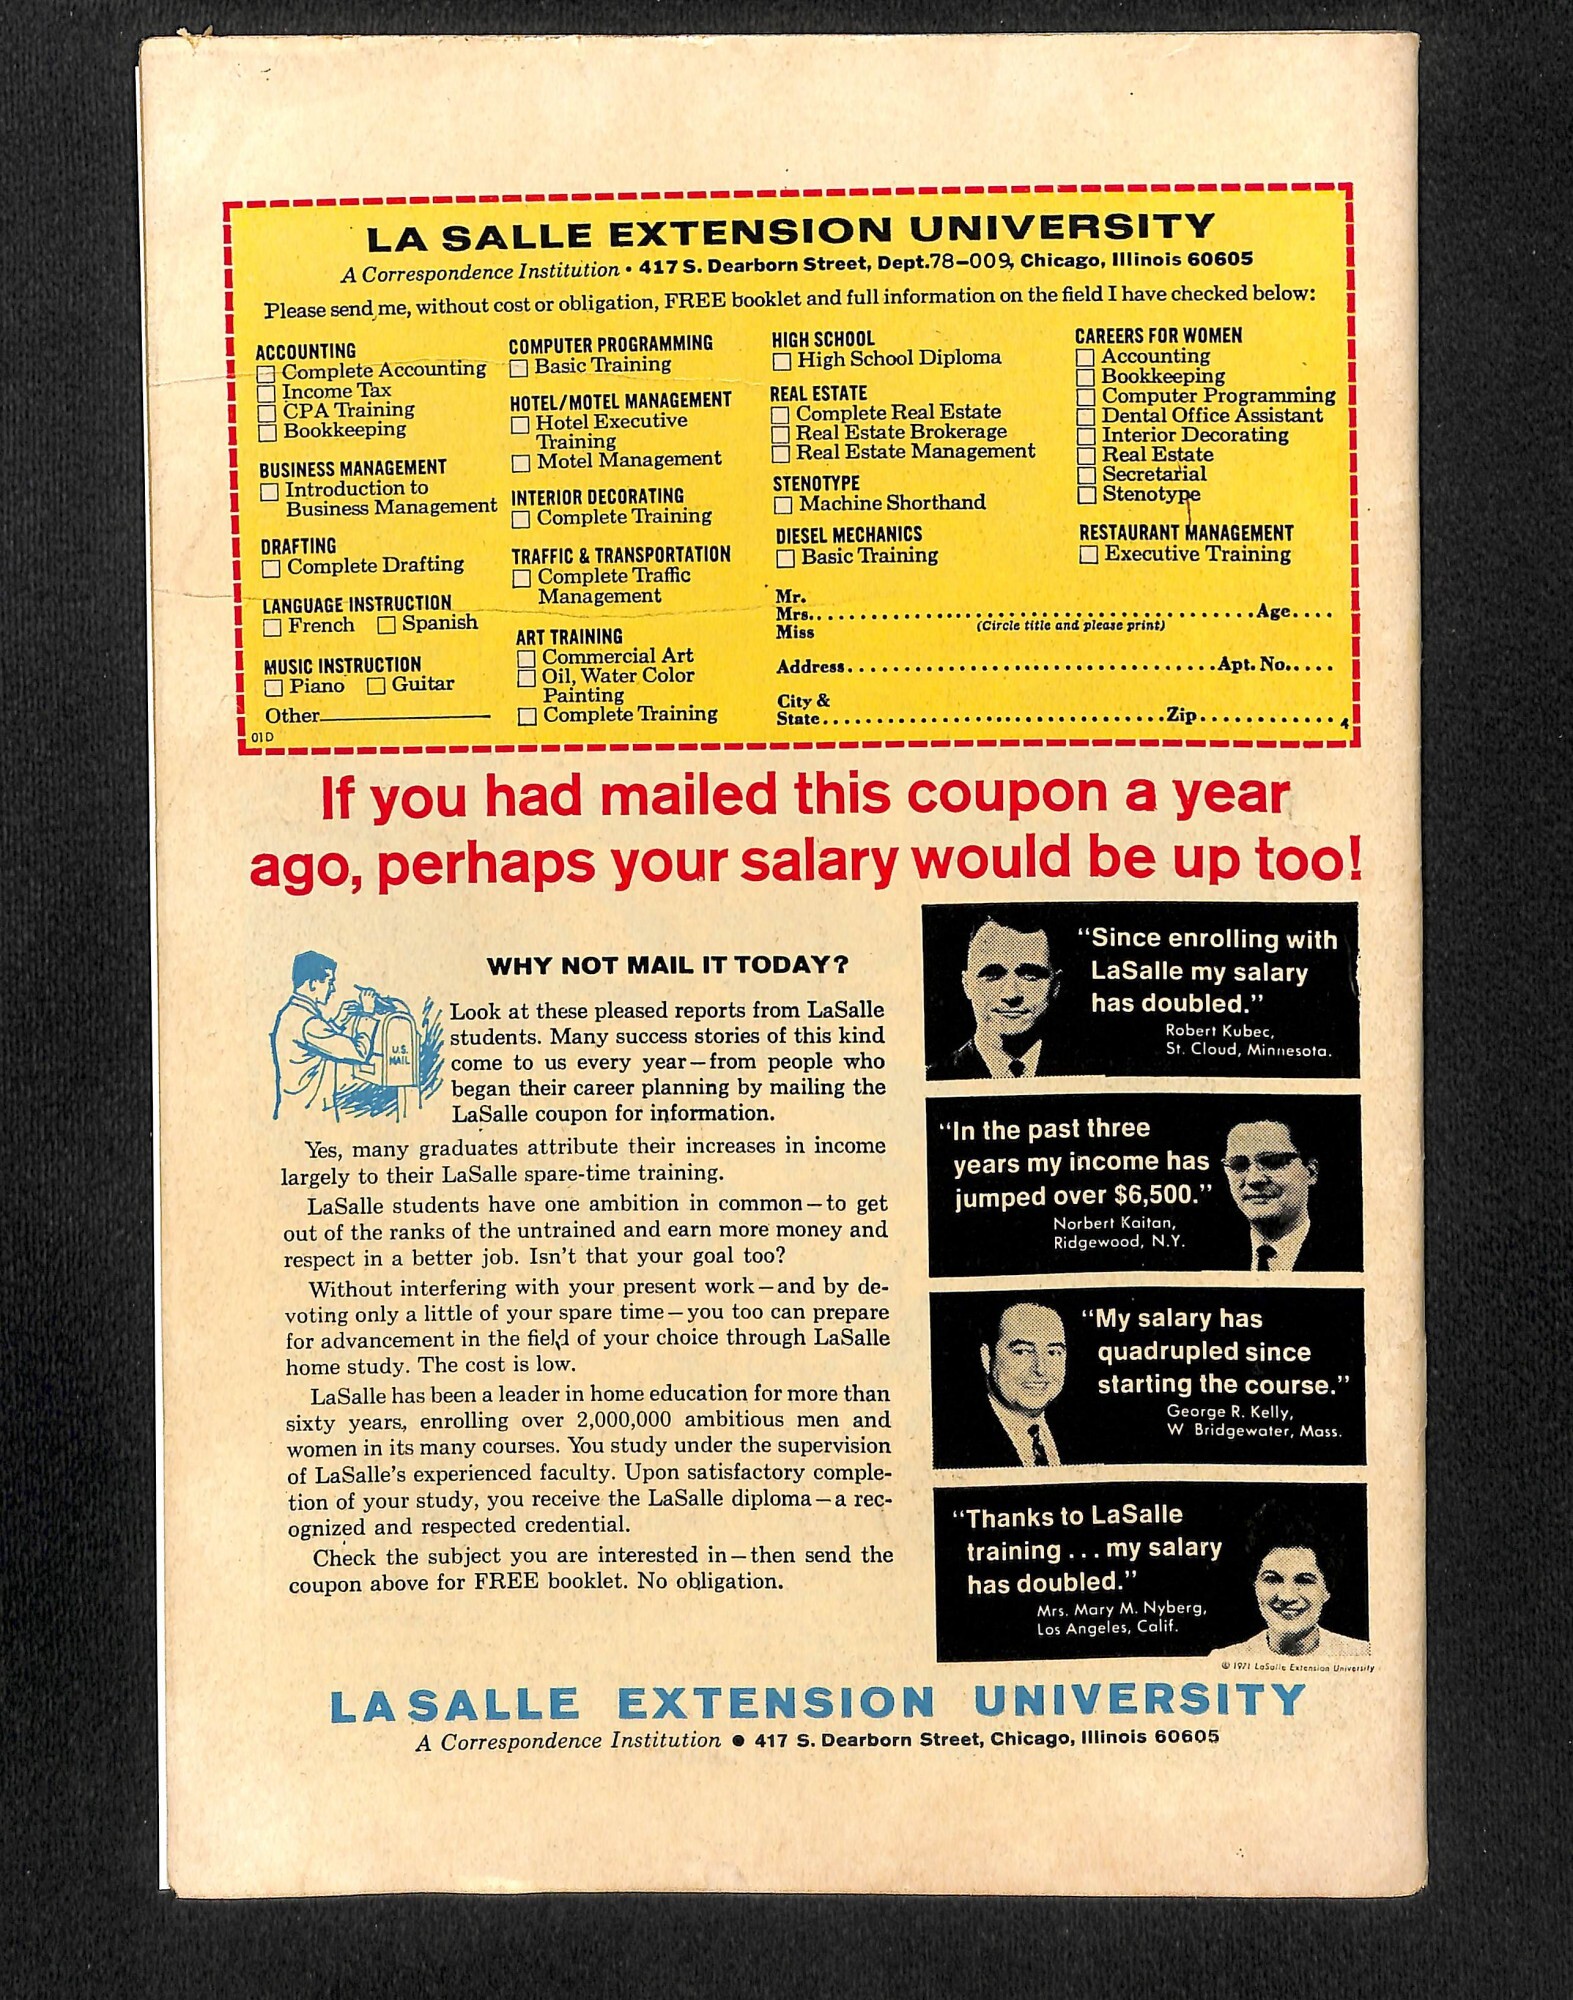 LA SALLE EXTENSION UNIVERSITY
A Correspondence Institution • 417 S. Dearborn Street, Dept.78-009, Chicago, Illinois 60605
Please send me, without cost or obligation, FREE booklet and full information on the field I have checked below:
ACCOUNTING
Complete Accounting
Income Tax
CPA Training
Bookkeeping
BUSINESS MANAGEMENT
Introduction to
Business Management
DRAFTING
Complete Drafting
LANGUAGE INSTRUCTION
French Spanish
MUSIC INSTRUCTION
Piano Guitar
Other
01D
COMPUTER PROGRAMMING
Basic Training
HOTEL/MOTEL MANAGEMENT
Hotel Executive
Training
Motel Management
INTERIOR DECORATING
Complete Training
TRAFFIC & TRANSPORTATION
Complete Traffic
Management
ART TRAINING
Commercial Art
Oil, Water Color
Painting
Complete Training
HIGH SCHOOL
High School Diploma
REAL ESTATE
Complete Real Estate
Real Estate Brokerage
Real Estate Management
STENOTYPE
Machine Shorthand
DIESEL MECHANICS
Basic Training
CAREERS FOR WOMEN
Accounting
Bookkeeping
Computer Programming
Dental Office Assistant
Interior Decorating
Real Estate
Secretarial
Stenotype
RESTAURANT MANAGEMENT
Executive Training
Mr.
Mrs. Age
(Circle title and please print)
Miss
Address Apt. No.
City &
State Zip 4
If you had mailed this coupon a year
ago, perhaps your salary would be up too!
WHY NOT MAIL IT TODAY?
U.S.
MAIL
Look at these pleased reports from LaSalle
students. Many success stories of this kind
come to us every year—from people who
began their career planning by mailing the
LaSalle coupon for information.
Yes, many graduates attribute their increases in income
largely to their LaSalle spare-time training.
LaSalle students have one ambition in common—to get
out of the ranks of the untrained and earn more money and
respect in a better job. Isn't that your goal too?
Without interfering with your present work—and by de-
voting only a little of your spare time—you too can prepare
for advancement in the field of your choice through LaSalle
home study. The cost is low.
LaSalle has been a leader in home education for more than
sixty years, enrolling over 2,000,000 ambitious men and
women in its many courses. You study under the supervision
of LaSalle's experienced faculty. Upon satisfactory comple-
tion of your study, you receive the LaSalle diploma—a rec-
ognized and respected credential.
Check the subject you are interested in—then send the
coupon above for FREE booklet. No obligation.
"Since enrolling with
LaSalle my salary
has doubled."
Robert Kubec,
St. Cloud, Minnesota.
"In the past three
years my income has
jumped over $6,500."
Norbert Kaitan,
Ridgewood, N.Y.
"My salary has
quadrupled since
starting the course."
George R. Kelly,
W Bridgewater, Mass.
"Thanks to LaSalle
training ... my salary
has doubled."
Mrs. Mary M. Nyberg,
Los Angeles, Calif.
© 1971 LaSalle Extension University
LA SALLE EXTENSION UNIVERSITY
A Correspondence Institution • 417 S. Dearborn Street, Chicago, Illinois 60605